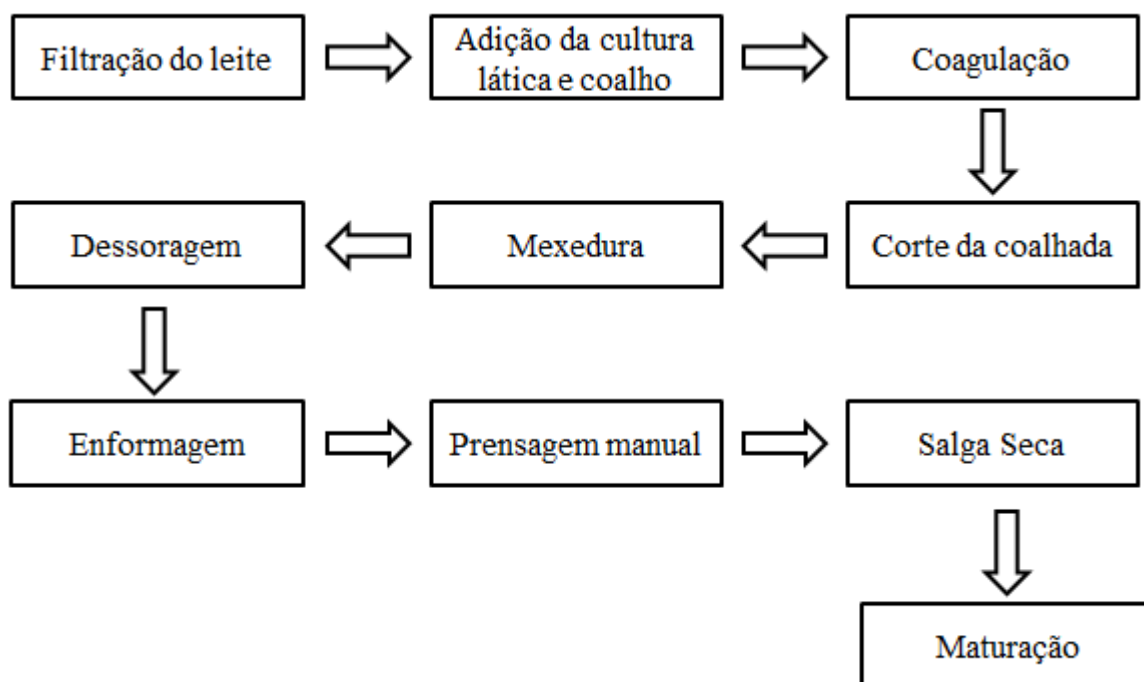 Filtração do leite
Adição da cultura
lática e coalho
Coagulação
Corte da coalhada
Mexedura
Dessoragem
Enformagem
Prensagem manual
Salga Seca
Maturação